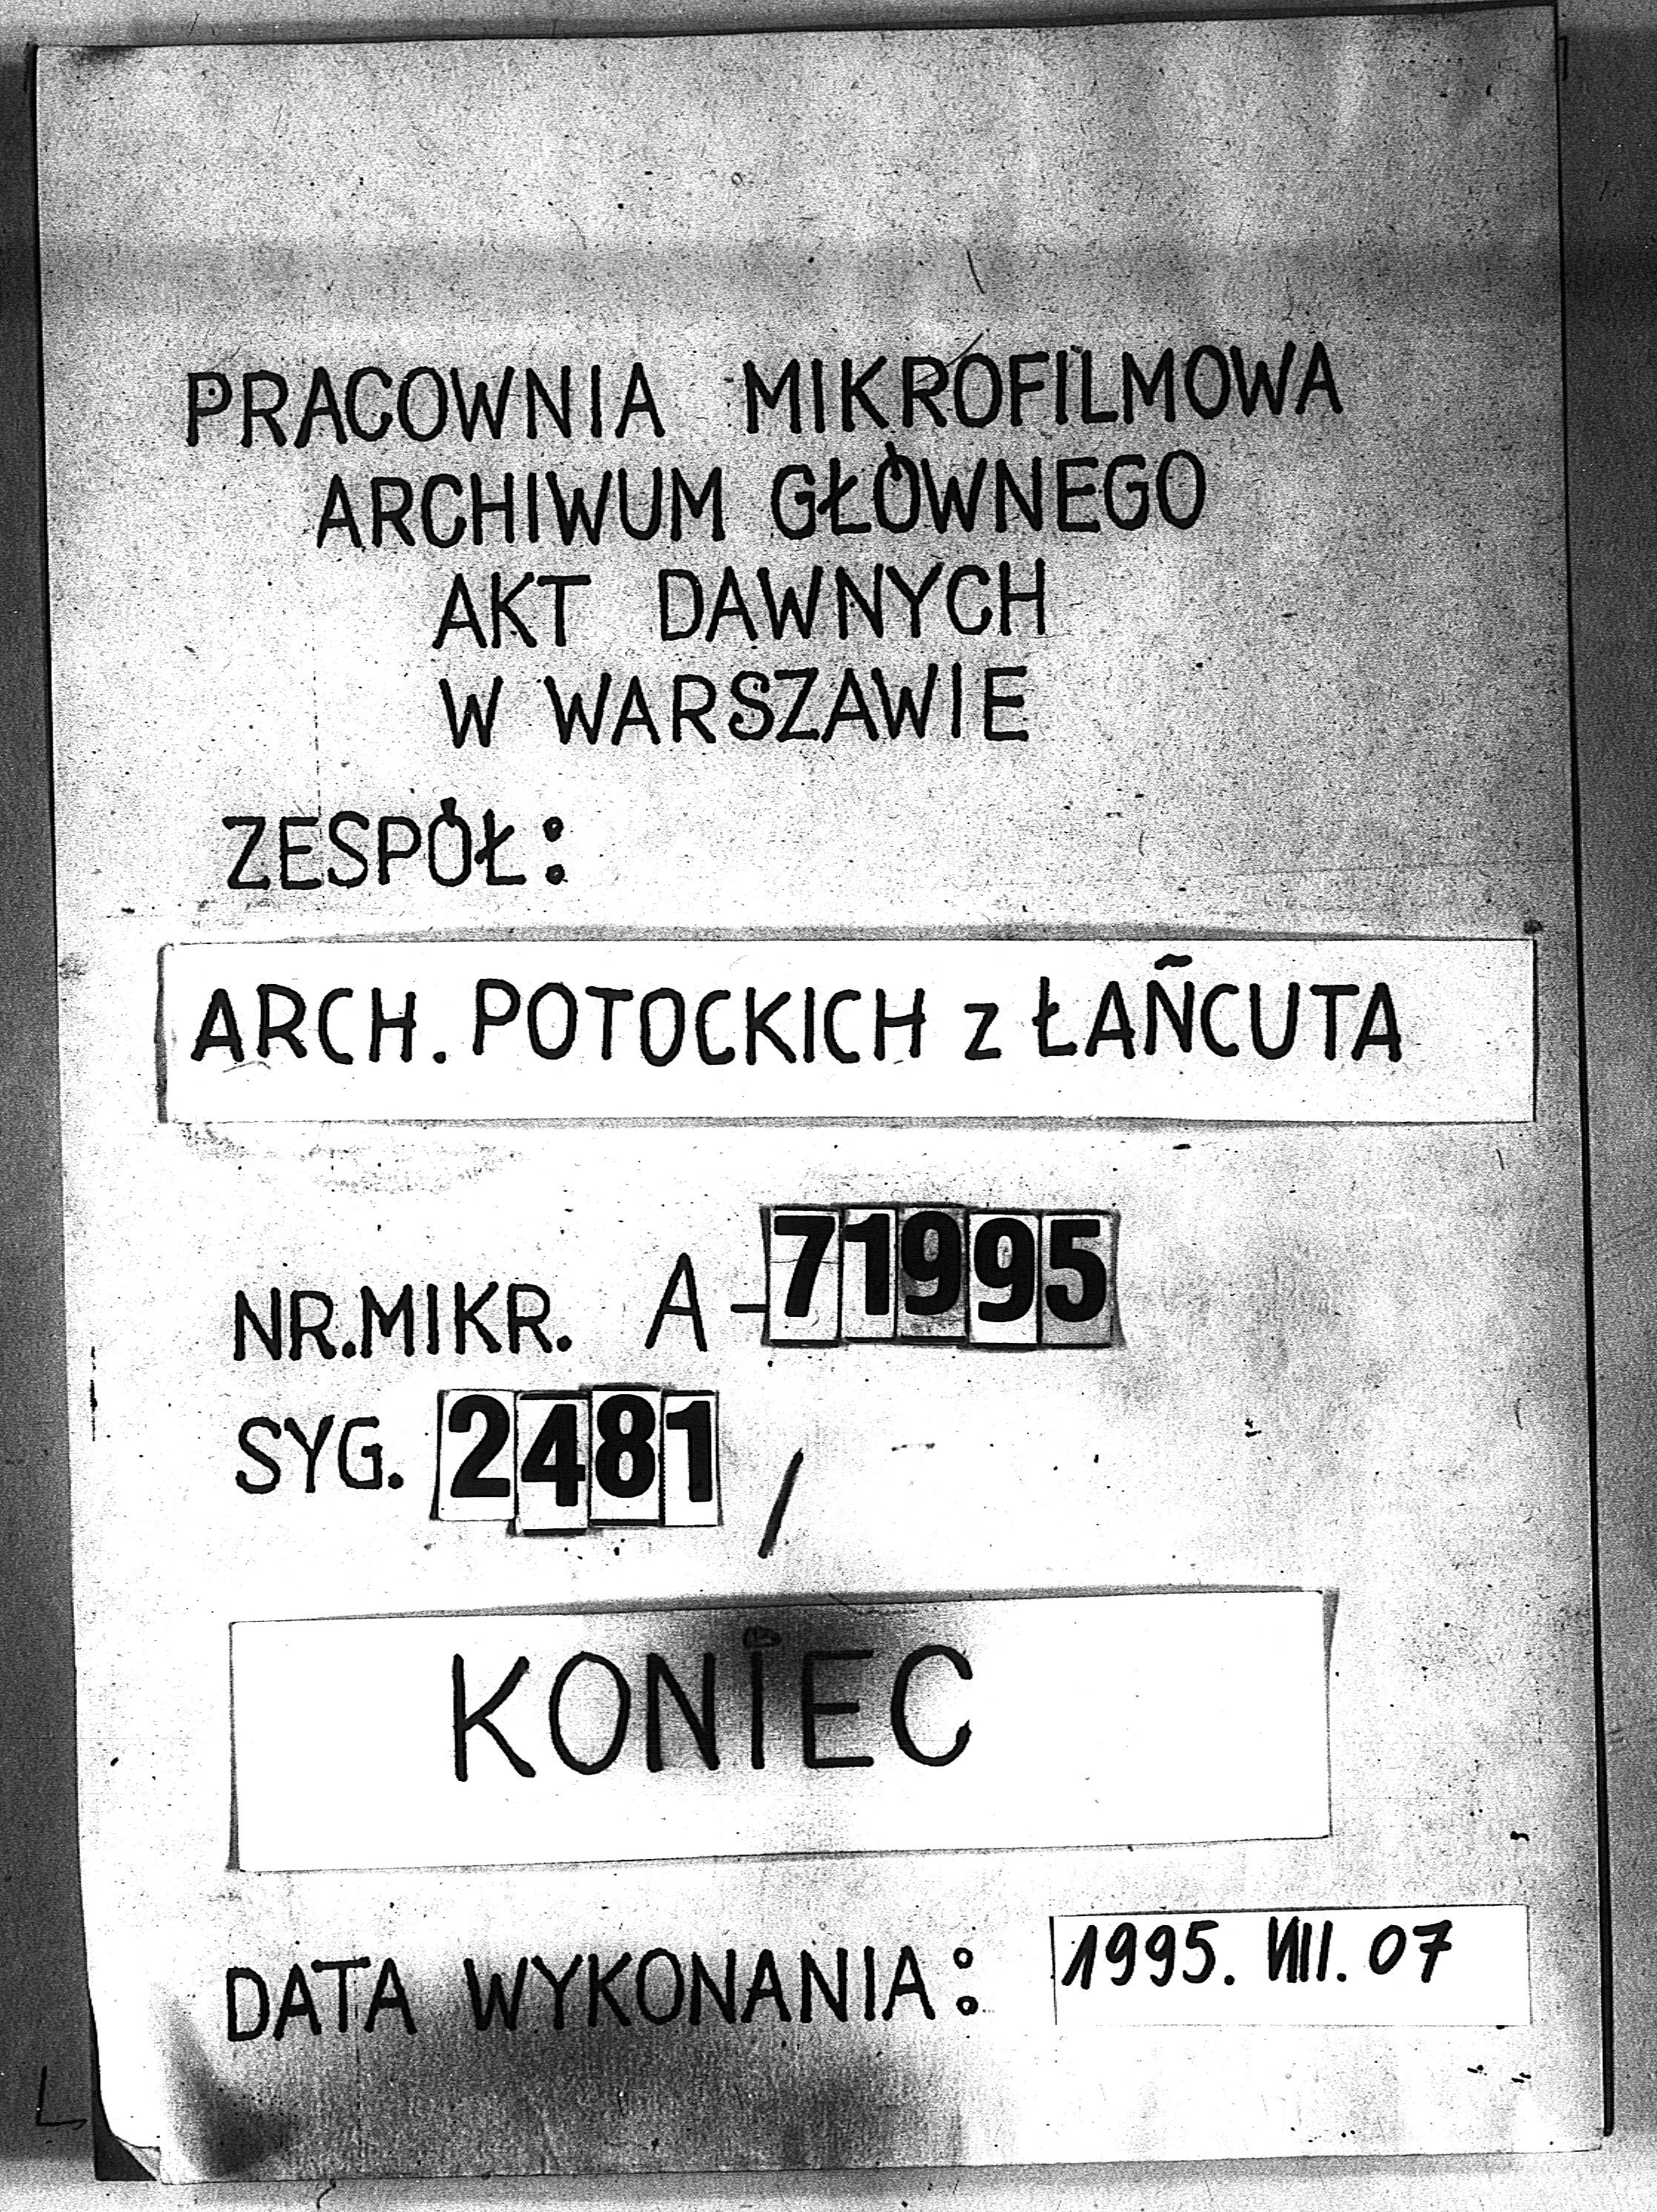 PRACOWNIA MIKROFILMOWA
ARCHIWUM GŁÓWNEGO
AKT DAWNYCH
W WARSZAWIE
ZESPÓŁ:
ARCH. POTOCKICH z ŁAŃCUTA
NR.MIKR. A-71995
SYG. 2481 /
KONIEC
DATA WYKONANIA: 1995. VIII. 07